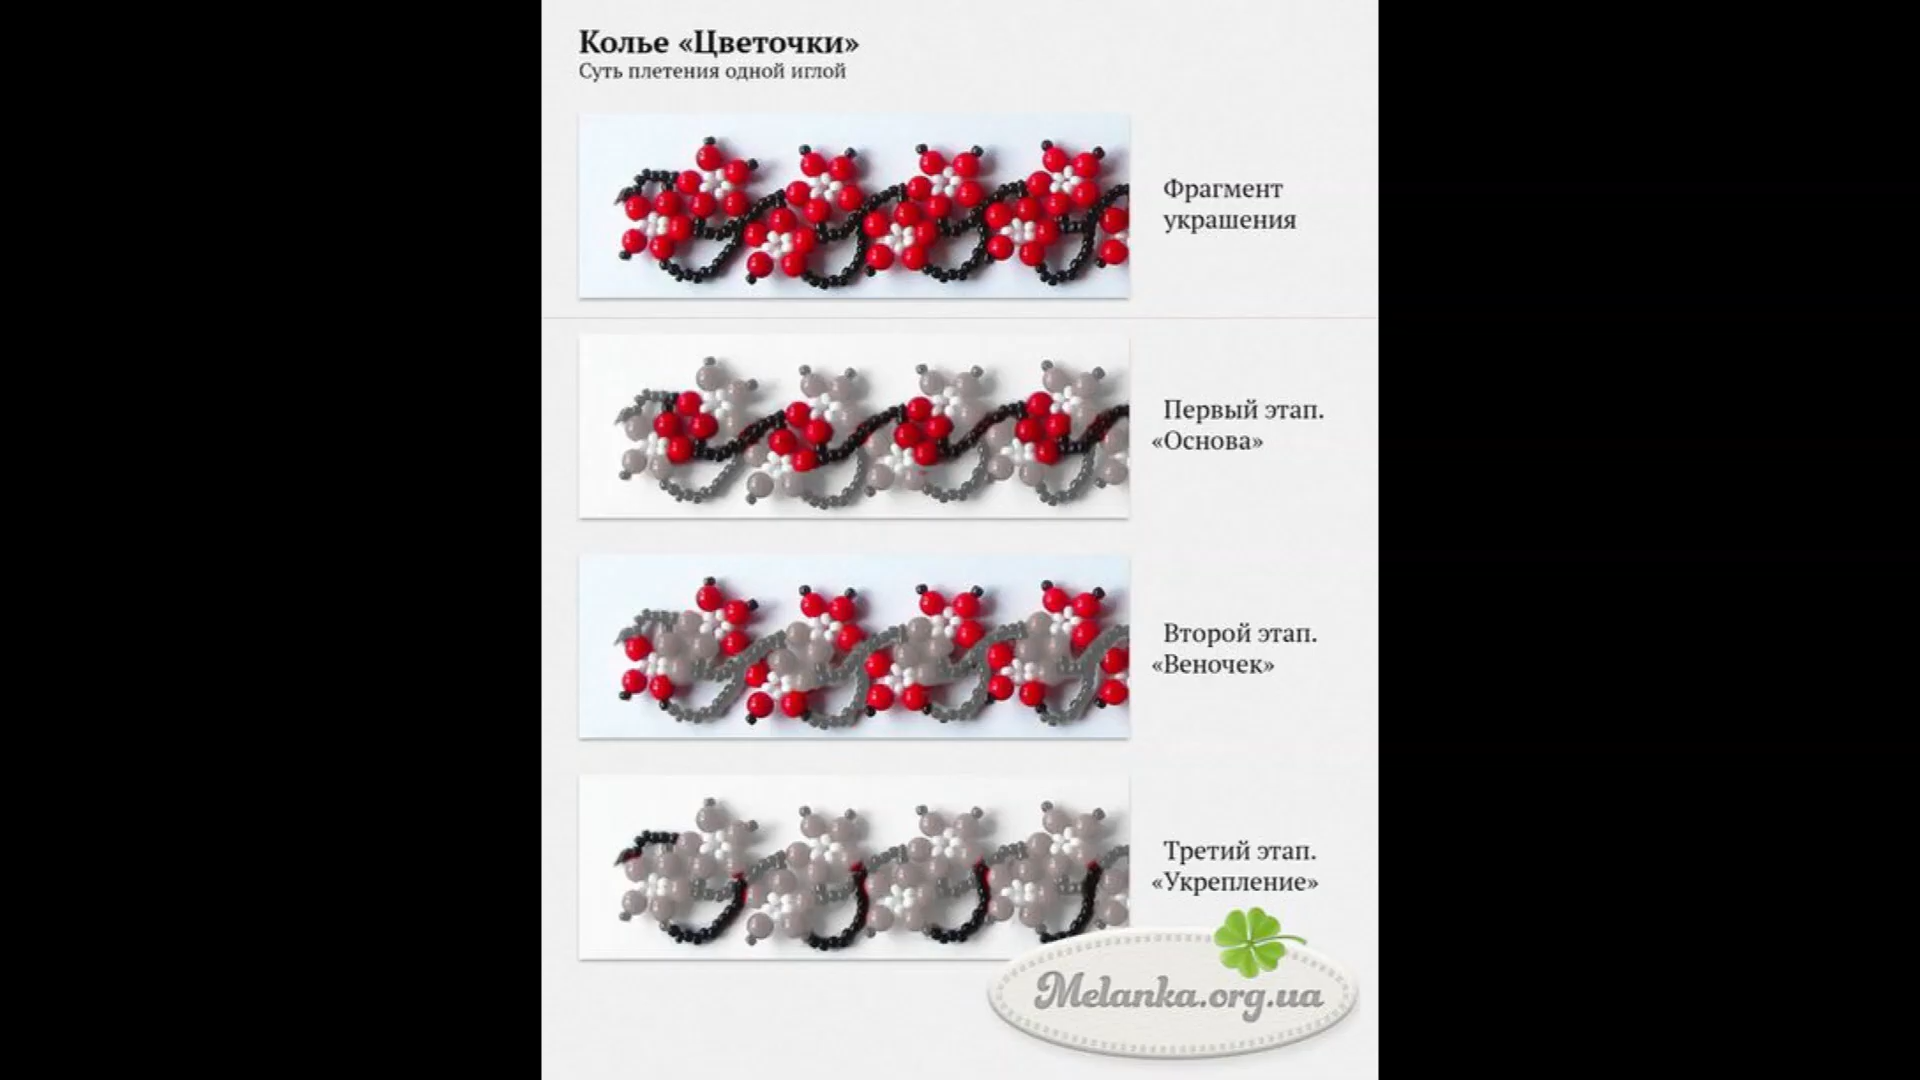 Колье «Цветочки»
Суть плетения одной иглой
Фрагмент
украшения
Первый этап.
«Основа»
Второй этап.
«Веночек»
Третий этап.
«Укрепление»
Melanka.org.ua